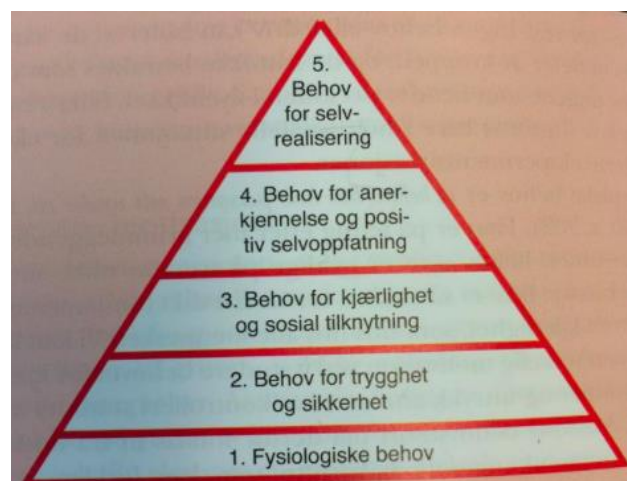 5.
Behov
for selv-
realisering
4. Behov for aner-
kjennelse og posi-
tiv selvoppfatning
3. Behov for kjærlighet
og sosial tilknytning
2. Behov for trygghet
og sikkerhet
1. Fysiologiske behov